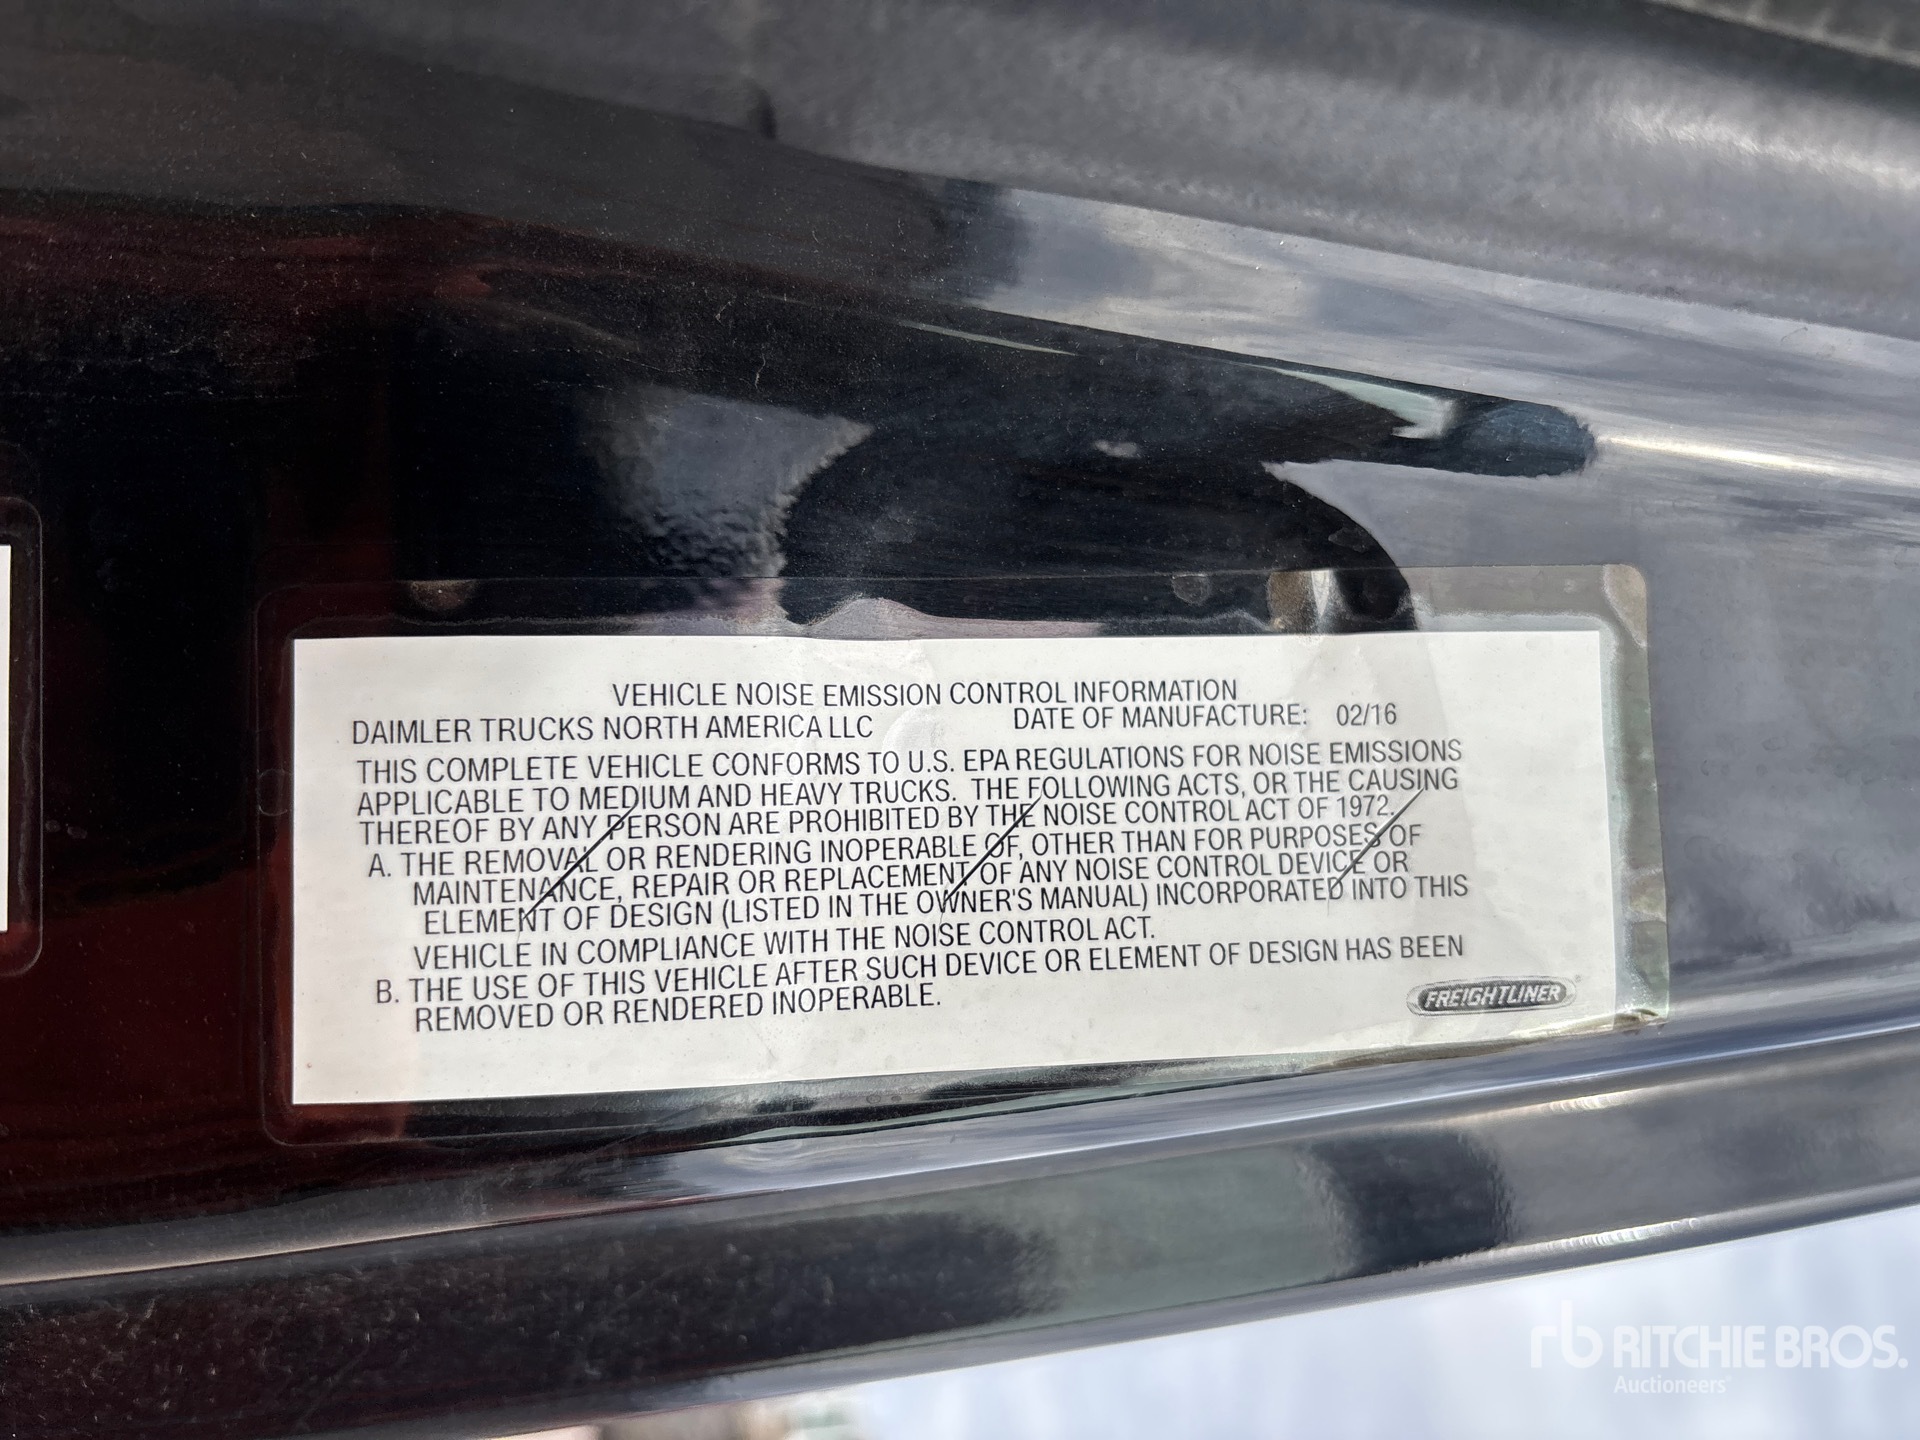 VEHICLE NOISE EMISSION CONTROL INFORMATION
DAIMLER TRUCKS NORTH AMERICA LLC DATE OF MANUFACTURE: 02/16
THIS COMPLETE VEHICLE CONFORMS TO U.S. EPA REGULATIONS FOR NOISE EMISSIONS
APPLICABLE TO MEDIUM AND HEAVY TRUCKS. THE FOLLOWING ACTS, OR THE CAUSING
THEREOF BY ANY PERSON ARE PROHIBITED BY THE NOISE CONTROL ACT OF 1972.
A. THE REMOVAL OR RENDERING INOPERABLE OF, OTHER THAN FOR PURPOSES OF
MAINTENANCE, REPAIR OR REPLACEMENT OF ANY NOISE CONTROL DEVICE OR
ELEMENT OF DESIGN (LISTED IN THE OWNER'S MANUAL) INCORPORATED INTO THIS
VEHICLE IN COMPLIANCE WITH THE NOISE CONTROL ACT.
B. THE USE OF THIS VEHICLE AFTER SUCH DEVICE OR ELEMENT OF DESIGN HAS BEEN
REMOVED OR RENDERED INOPERABLE.
FREIGHTLINER
rb RITCHIE BROS.
Auctioneers